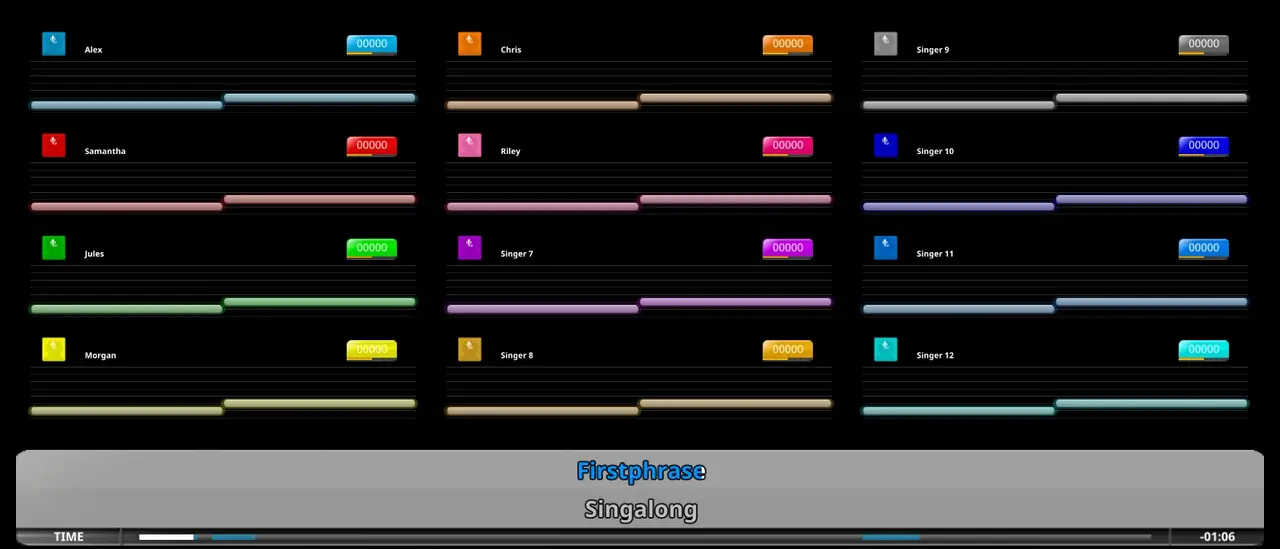 Alex 00000
Chris 00000
Singer 9 00000
Samantha 00000
Riley 00000
Singer 10 00000
Jules 00000
Singer 7 00000
Singer 11 00000
Morgan 00000
Singer 8 00000
Singer 12 00000
Firstphrase
Singalong
TIME -01:06